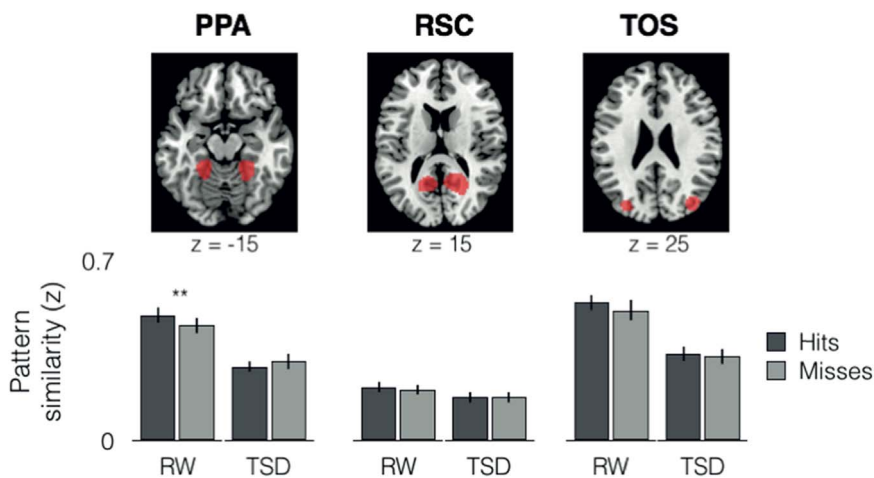 PPA RSC TOS
z = -15 z = 15 z = 25
0.7
Pattern
similarity (z)
**
0
Hits
Misses
RW TSD RW TSD RW TSD